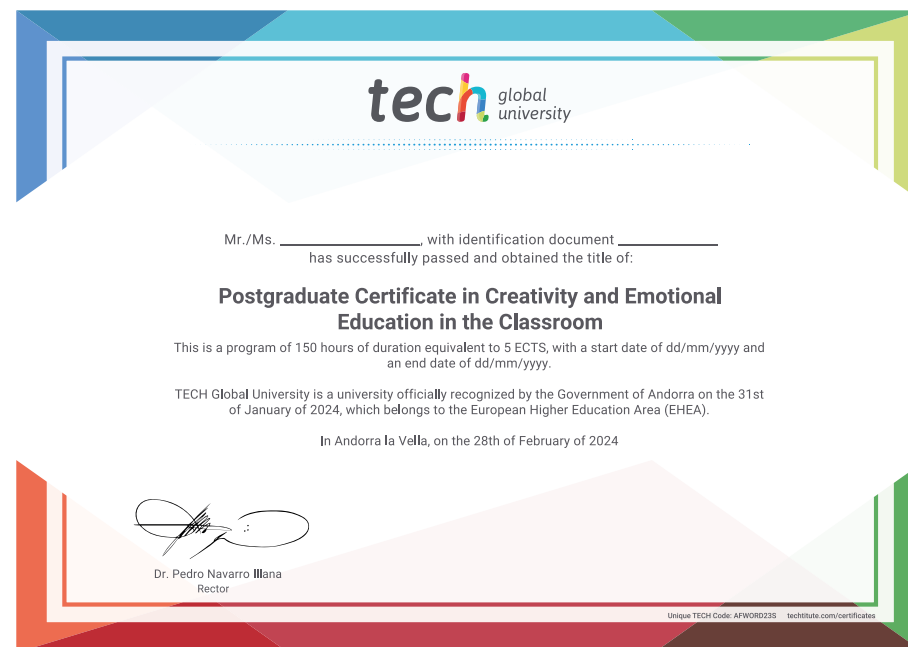 tech global university
Mr./Ms. ____________________, with identification document ______________
has successfully passed and obtained the title of:
Postgraduate Certificate in Creativity and Emotional
Education in the Classroom
This is a program of 150 hours of duration equivalent to 5 ECTS, with a start date of dd/mm/yyyy and
an end date of dd/mm/yyyy.
TECH Global University is a university officially recognized by the Government of Andorra on the 31st
of January of 2024, which belongs to the European Higher Education Area (EHEA).
In Andorra la Vella, on the 28th of February of 2024
Dr. Pedro Navarro Illana
Rector
Unique TECH Code: AFWORD23S techtitute.com/certificates